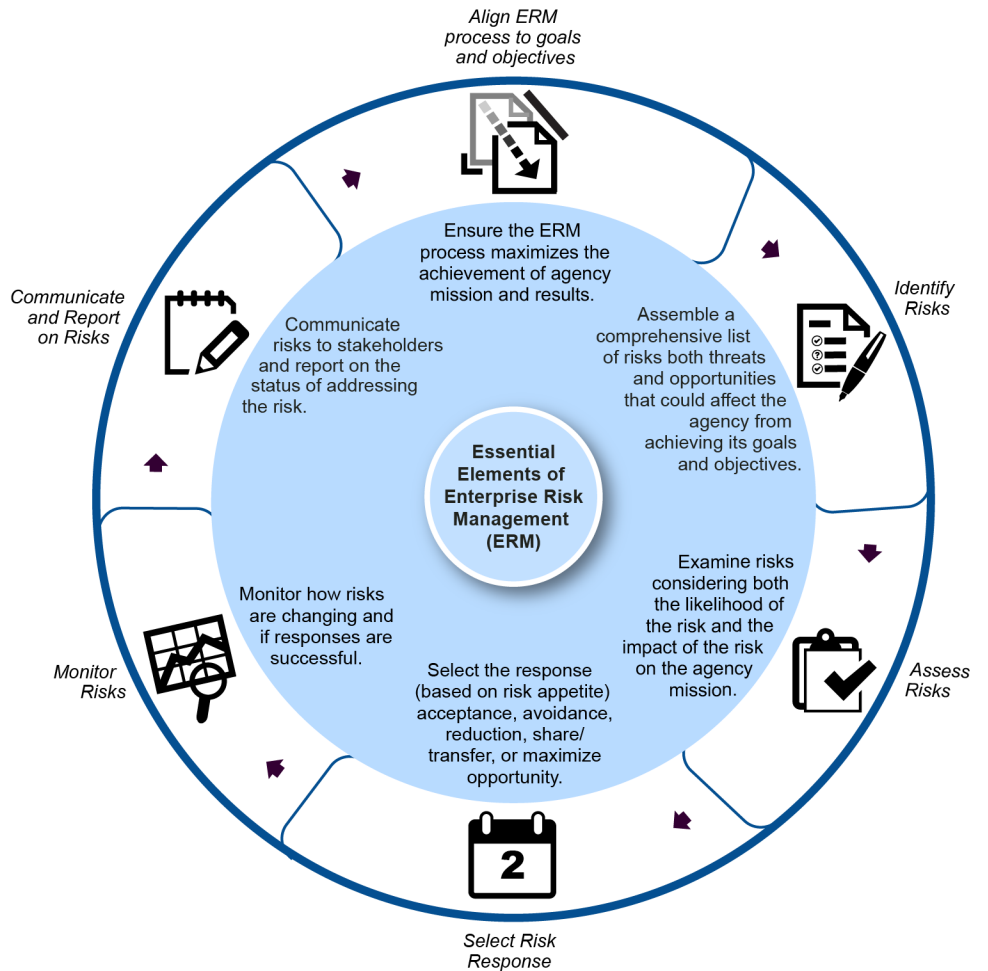 Align ERM
process to goals
and objectives
Ensure the ERM
process maximizes the
achievement of agency
mission and results.
Identify
Risks
Assemble a
comprehensive list
of risks both threats
and opportunities
that could affect the
agency from
achieving its goals
and objectives.
Assess
Risks
Examine risks
considering both
the likelihood of
the risk and the
impact of the risk
on the agency
mission.
Select Risk
Response
Select the response
(based on risk appetite)
acceptance, avoidance,
reduction, share/
transfer, or maximize
opportunity.
2
Monitor
Risks
Monitor how risks
are changing and
if responses are
successful.
Communicate
and Report
on Risks
Communicate
risks to stakeholders
and report on the
status of addressing
the risk.
Essential
Elements of
Enterprise Risk
Management
(ERM)